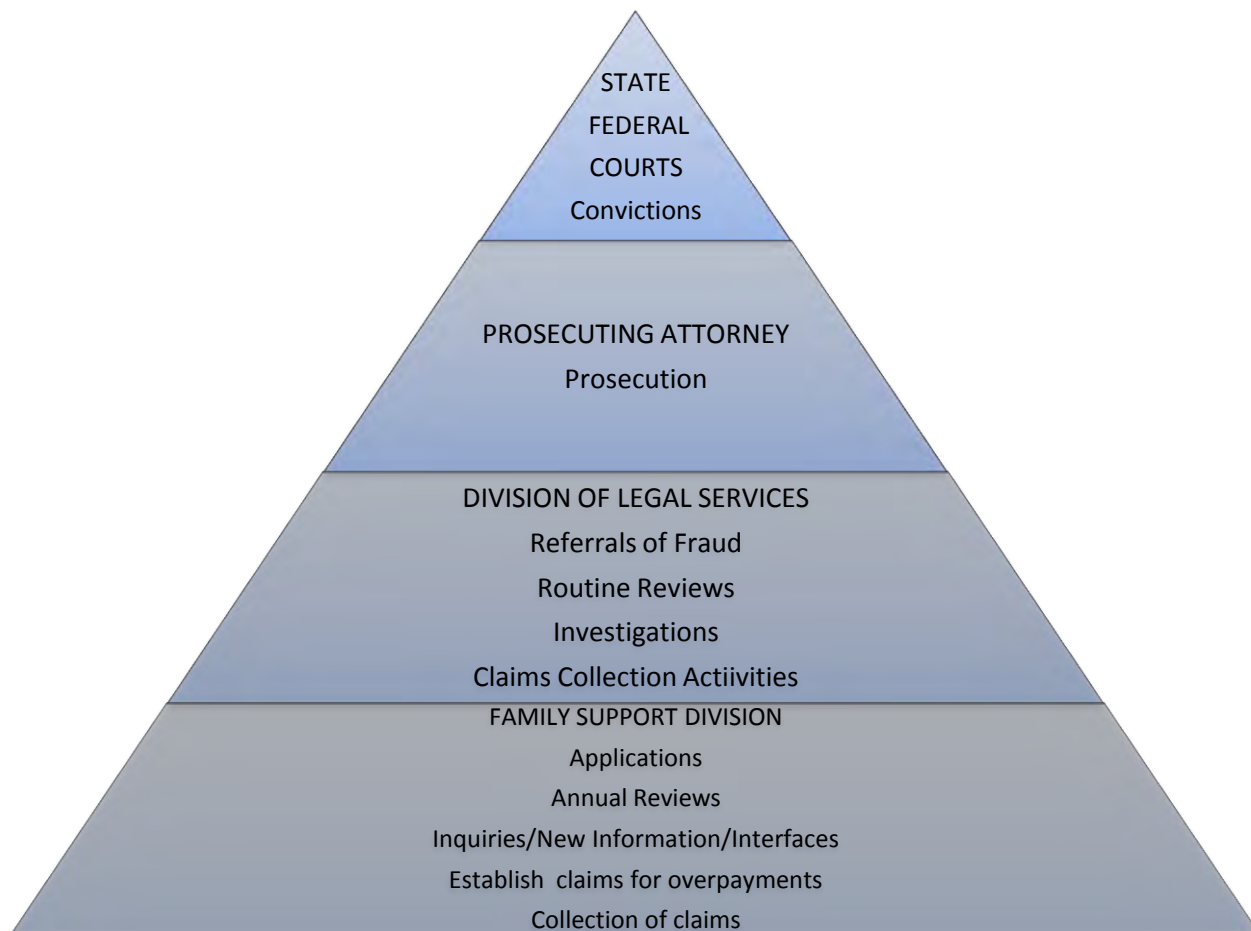 STATE
FEDERAL
COURTS
Convictions
PROSECUTING ATTORNEY
Prosecution
DIVISION OF LEGAL SERVICES
Referrals of Fraud
Routine Reviews
Investigations
Claims Collection Actiivities
FAMILY SUPPORT DIVISION
Applications
Annual Reviews
Inquiries/New Information/Interfaces
Establish claims for overpayments
Collection of claims